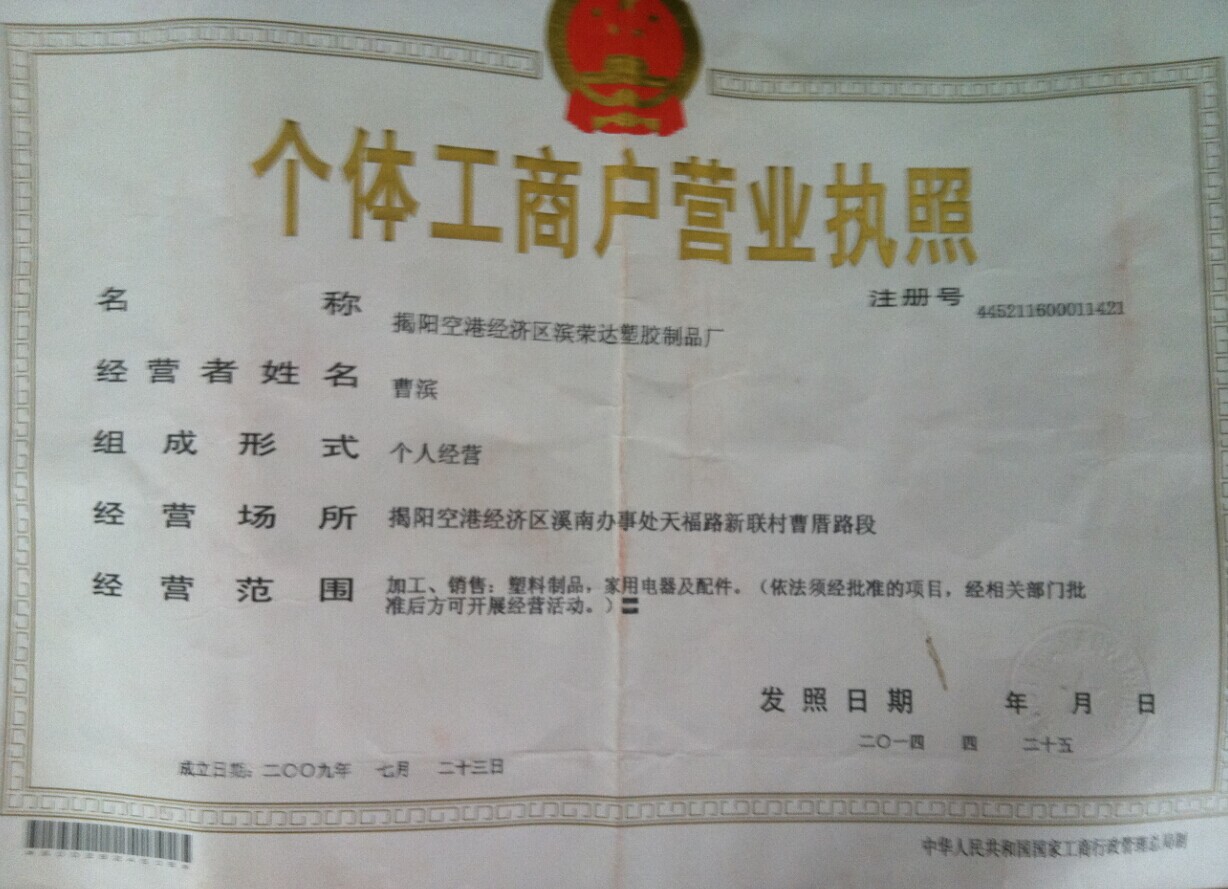 个体工商户营业执照
注册号 445211600011421
名称 揭阳空港经济区滨荣达塑胶制品厂
经营者姓名 曹滨
组成形式 个人经营
经营场所 揭阳空港经济区溪南办事处天福路新联村曹厝路段
经营范围 加工、销售：塑料制品，家用电器及配件。（依法须经批准的项目，经相关部门批
准后方可开展经营活动。）
发照日期 年 月 日
二〇一四 四 二十五
成立日期：二〇〇九年 七月 二十三日
中华人民共和国国家工商行政管理总局制